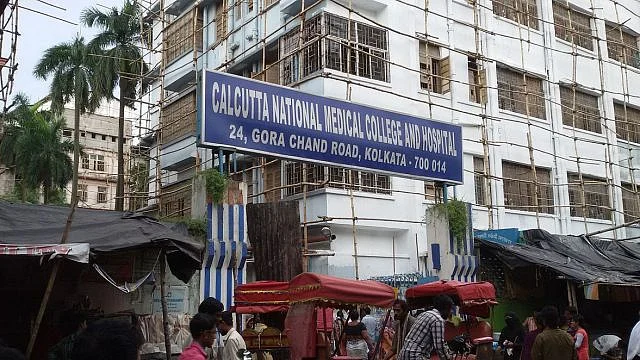 CALCUTTA NATIONAL MEDICAL COLLEGE AND HOSPITAL
24, GORA CHAND ROAD, KOLKATA - 700 014